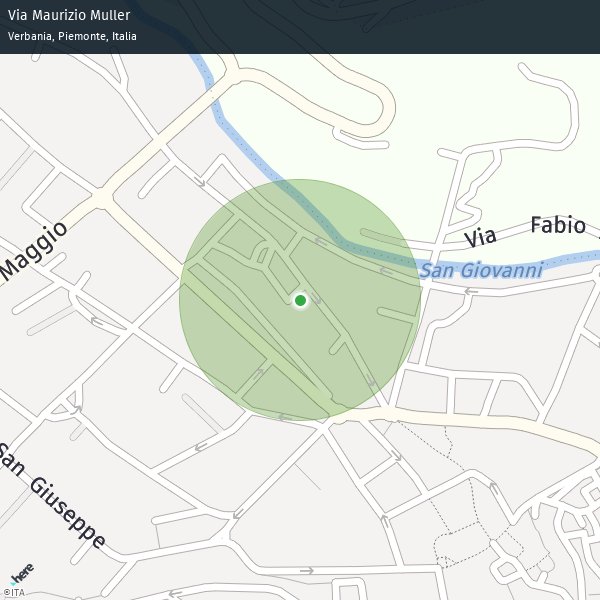 Via Maurizio Muller
Verbania, Piemonte, Italia
Maggio
Via Fabio
San Giovanni
San Giuseppe
here
©ITA